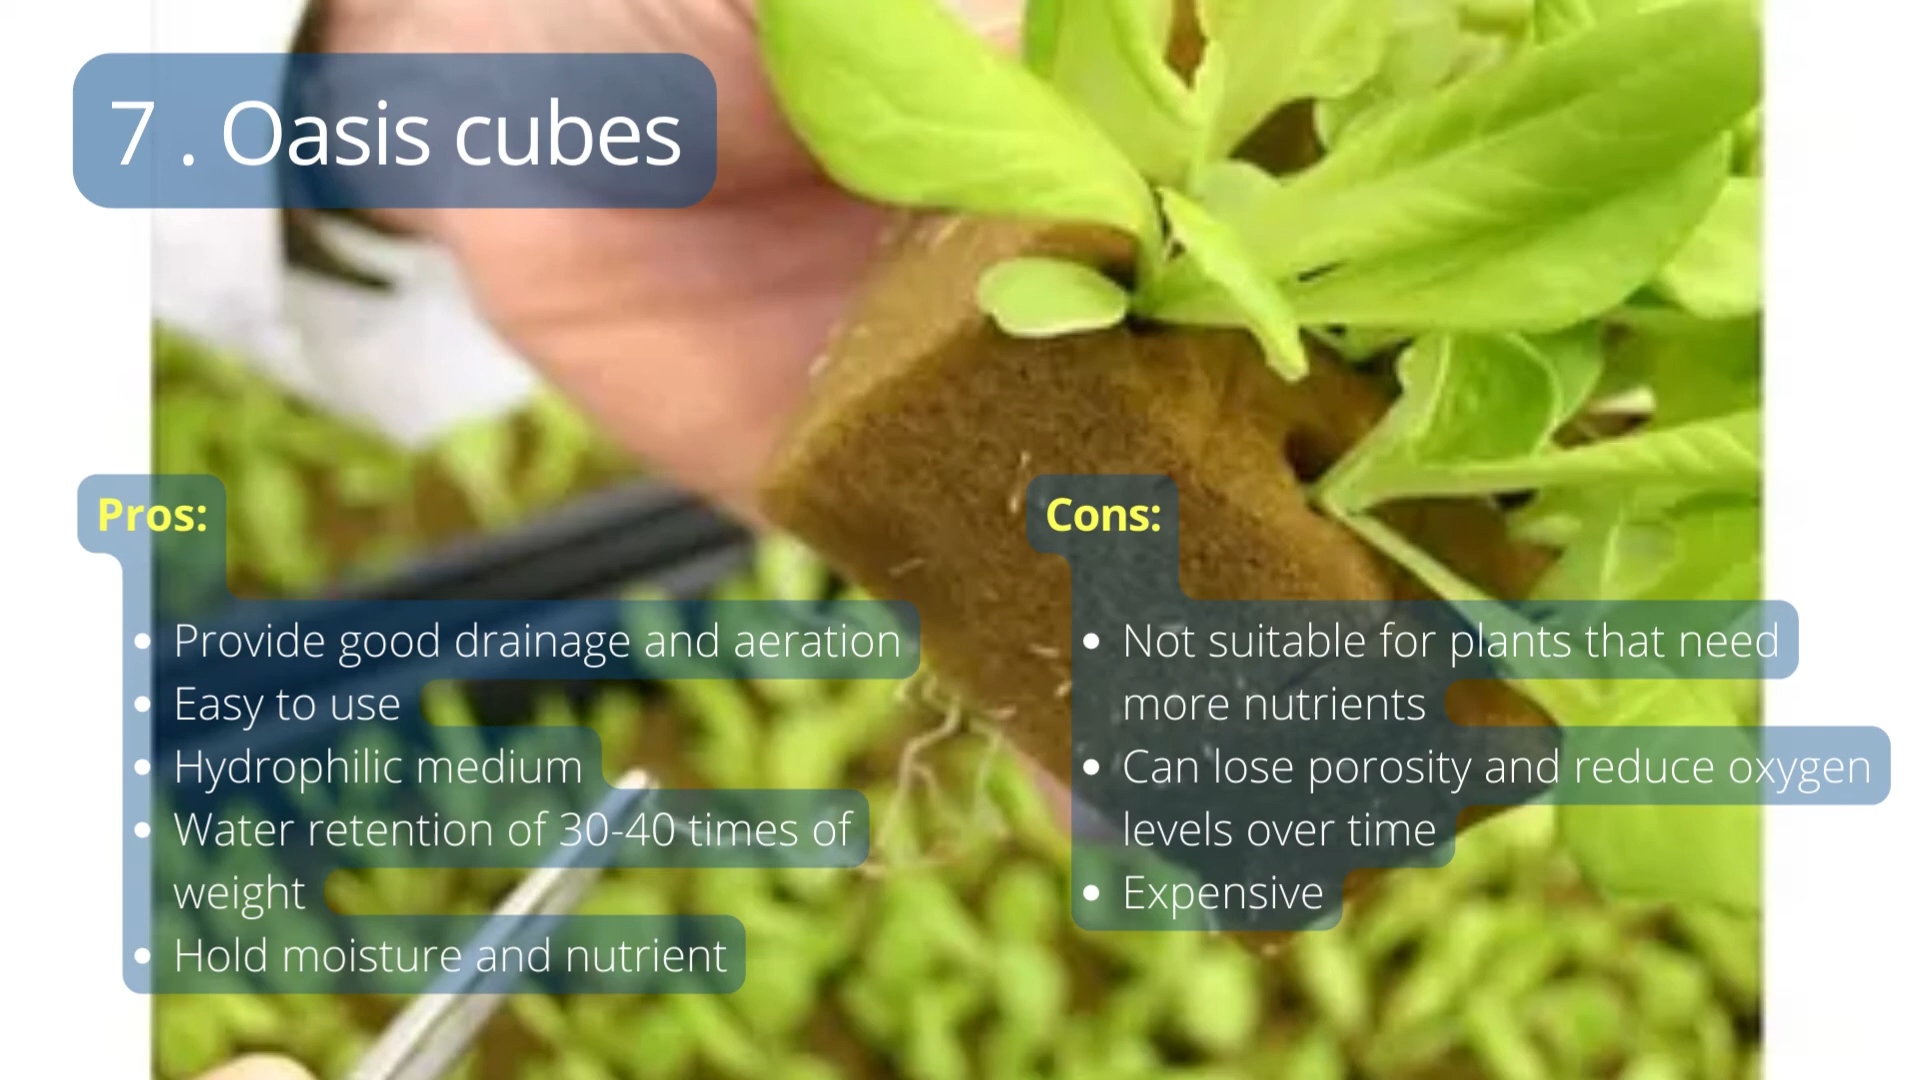 7 . Oasis cubes
Pros:
• Provide good drainage and aeration
• Easy to use
• Hydrophilic medium
• Water retention of 30-40 times of
weight
• Hold moisture and nutrient
Cons:
• Not suitable for plants that need
more nutrients
• Can lose porosity and reduce oxygen
levels over time
• Expensive